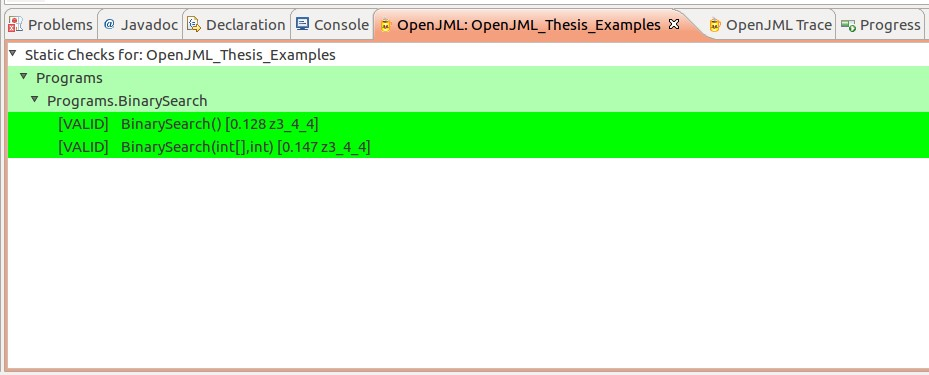 Problems @ Javadoc Declaration Console OpenJML: OpenJML_Thesis_Examples OpenJML Trace Progress
Static Checks for: OpenJML_Thesis_Examples
Programs
Programs.BinarySearch
[VALID] BinarySearch() [0.128 z3_4_4]
[VALID] BinarySearch(int[],int) [0.147 z3_4_4]